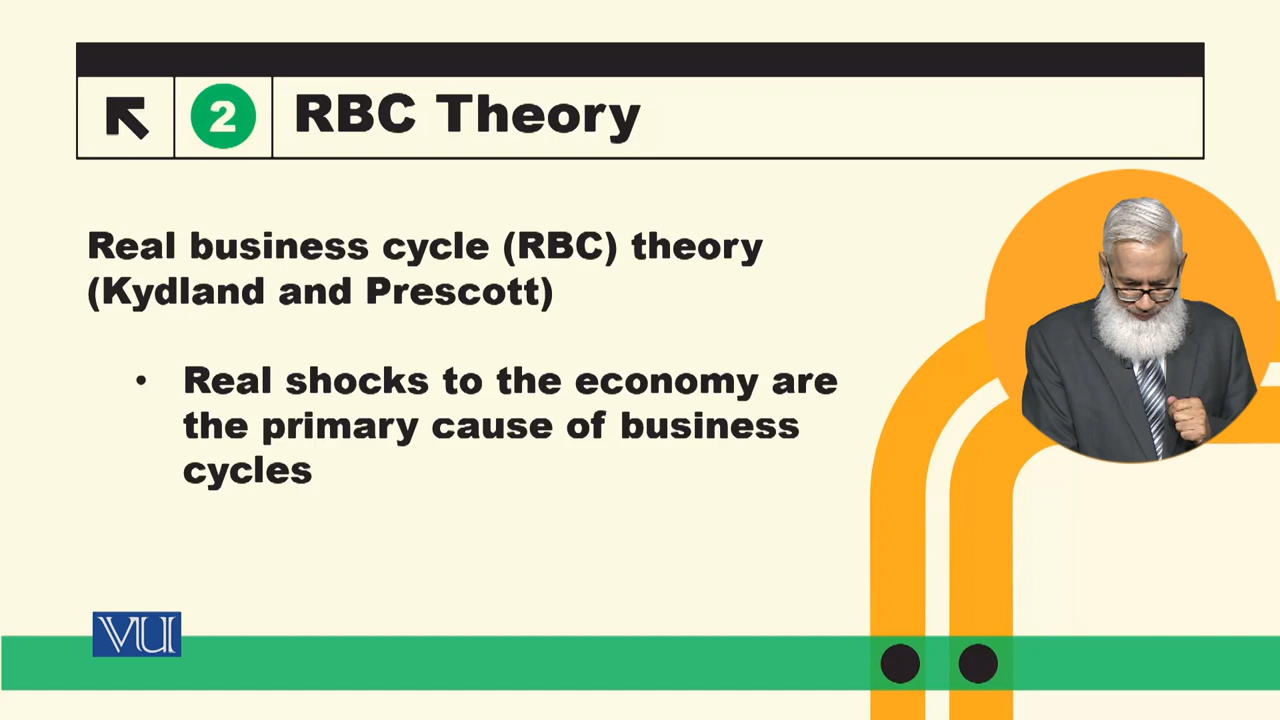 2 RBC Theory
Real business cycle (RBC) theory
(Kydland and Prescott)
• Real shocks to the economy are
the primary cause of business
cycles
VU